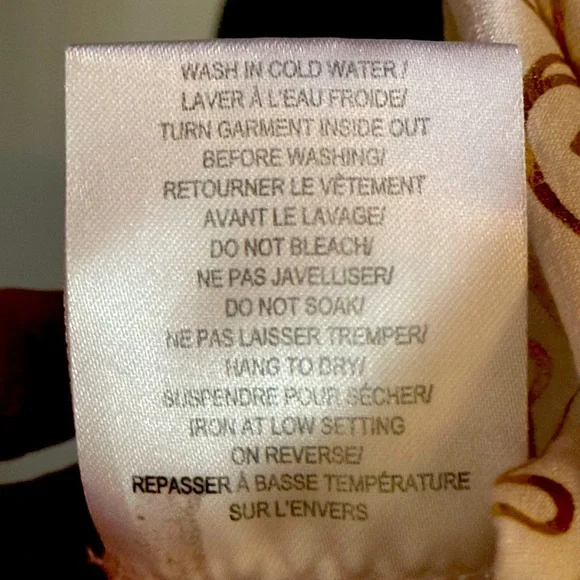 WASH IN COLD WATER /
LAVER À L'EAU FROIDE/
TURN GARMENT INSIDE OUT
BEFORE WASHING/
RETOURNER LE VÊTEMENT
AVANT LE LAVAGE/
DO NOT BLEACH/
NE PAS JAVELLISER/
DO NOT SOAK/
NE PAS LAISSER TREMPER/
HANG TO DRY/
SUSPENDRE POUR SÉCHER/
IRON AT LOW SETTING
ON REVERSE/
REPASSER À BASSE TEMPÉRATURE
SUR L'ENVERS